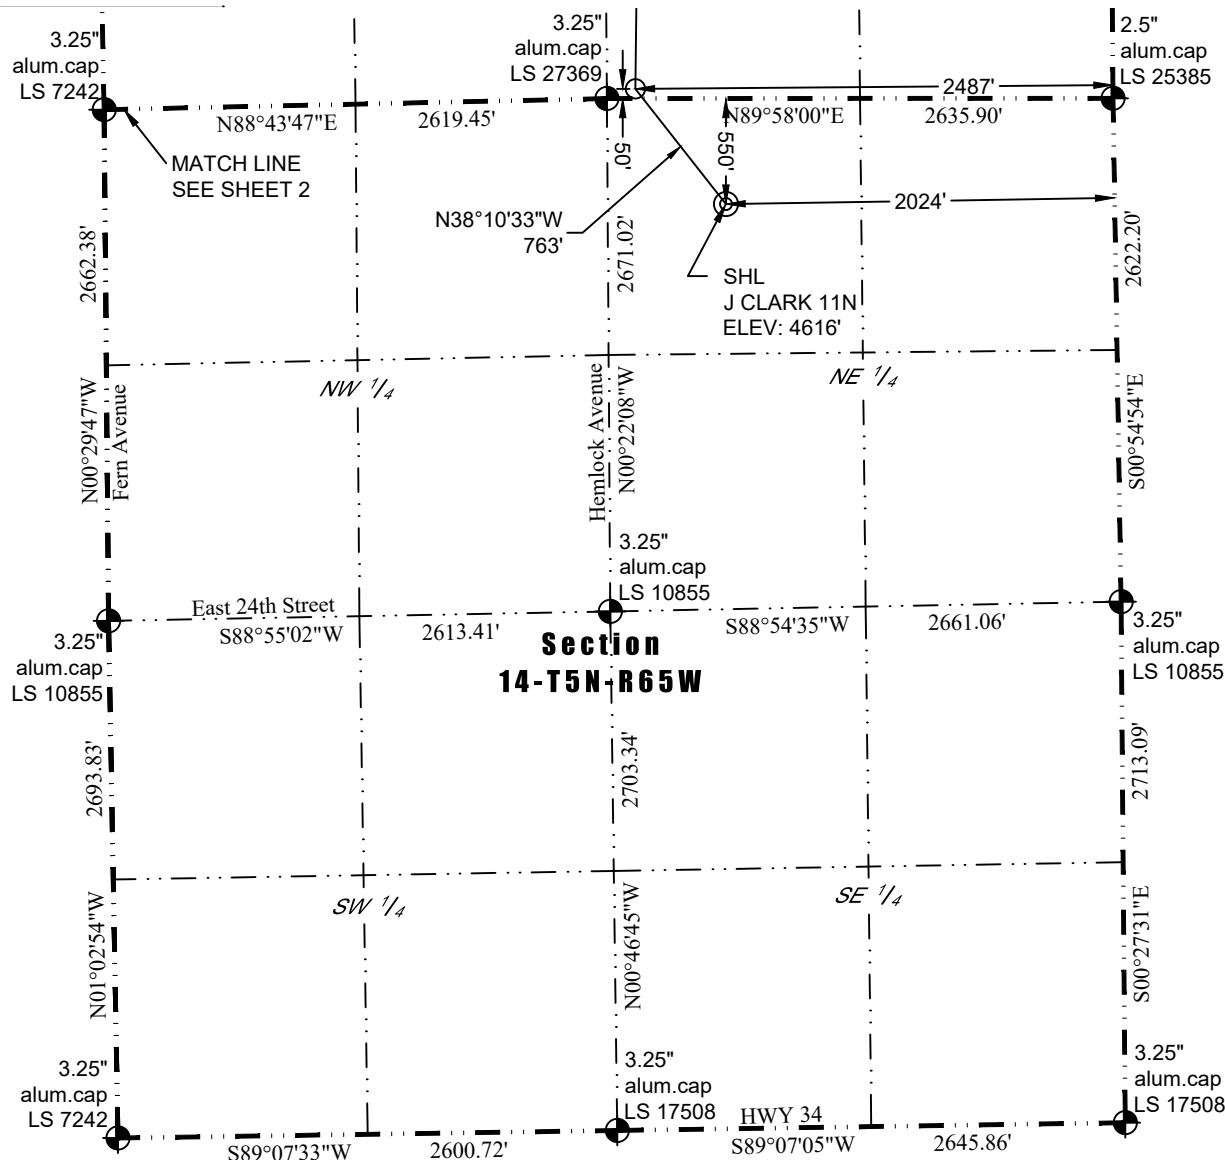 3.25"
alum.cap
LS 7242
3.25"
alum.cap
LS 27369
2.5"
alum.cap
LS 25385
2487'
N88°43'47"E
2619.45'
N89°58'00"E
2635.90'
MATCH LINE
SEE SHEET 2
50'
550'
2024'
N38°10'33"W
763'
2662.38'
2671.02'
2622.20'
SHL
J CLARK 11N
ELEV: 4616'
NW 1/4
NE 1/4
N00°29'47"W
Fern Avenue
Hemlock Avenue
N00°22'08"W
S00°54'54"E
3.25"
alum.cap
LS 10855
East 24th Street
S88°55'02"W
2613.41'
S88°54'35"W
2661.06'
3.25"
alum.cap
LS 10855
Section
14-T5N-R65W
3.25"
alum.cap
LS 10855
2693.83'
2703.34'
2713.09'
SW 1/4
SE 1/4
N01°02'54"W
N00°46'45"W
S00°27'31"E
3.25"
alum.cap
LS 7242
3.25"
alum.cap
LS 17508
3.25"
alum.cap
LS 17508
HWY 34
S89°07'33"W
2600.72'
S89°07'05"W
2645.86'